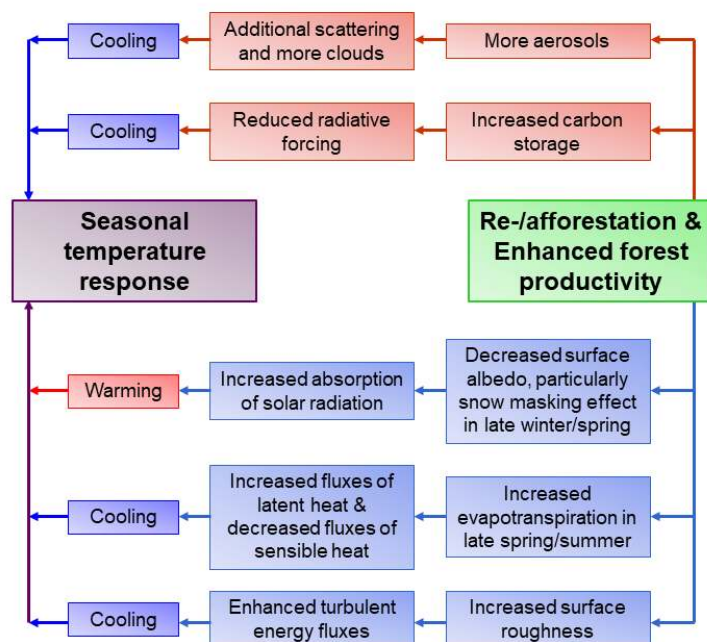 Cooling
Additional scattering
and more clouds
More aerosols
Cooling
Reduced radiative
forcing
Increased carbon
storage
Seasonal
temperature
response
Re-/afforestation &
Enhanced forest
productivity
Warming
Increased absorption
of solar radiation
Decreased surface
albedo, particularly
snow masking effect
in late winter/spring
Cooling
Increased fluxes of
latent heat &
decreased fluxes of
sensible heat
Increased
evapotranspiration in
late spring/summer
Cooling
Enhanced turbulent
energy fluxes
Increased surface
roughness